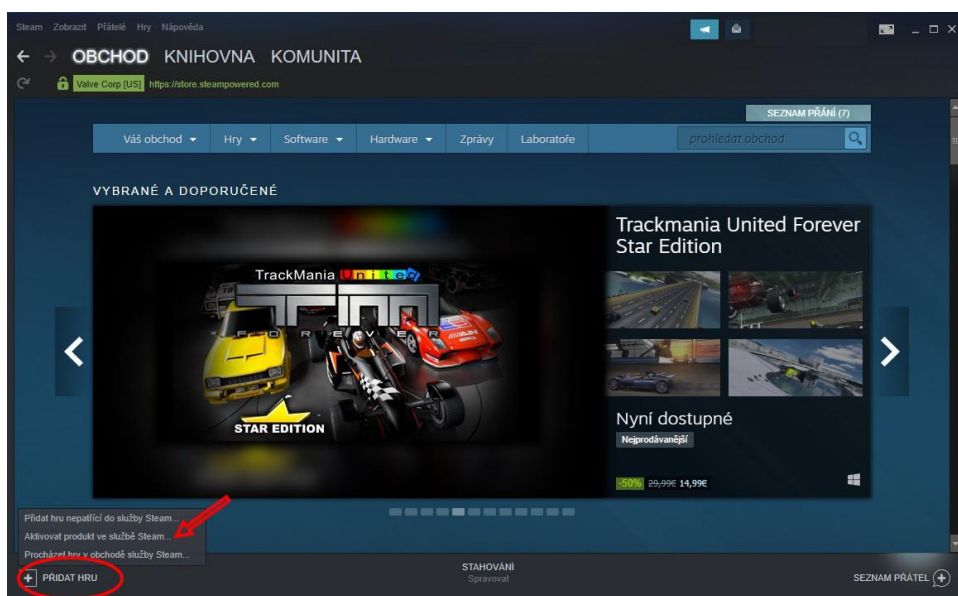 Steam Zobrazit Přátelé Hry Nápověda
OBCHOD KNIHOVNA KOMUNITA
Valve Corp [US] https://store.steampowered.com
SEZNAM PŘÁNÍ (7)
Váš obchod Hry Software Hardware Zprávy Laboratoře prohledat obchod
VYBRANÉ A DOPORUČENÉ
Trackmania United Forever
Star Edition
TrackMania United
TM
FOREVER
STAR EDITION
Nyní dostupné
Nejprodávanější
-50% 29,99€ 14,99€
Přidat hru nepatřící do služby Steam...
Aktivovat produkt ve službě Steam...
Procházet hry v obchodě služby Steam...
PŘIDAT HRU
STAHOVÁNÍ
Spravovat
SEZNAM PŘÁTEL